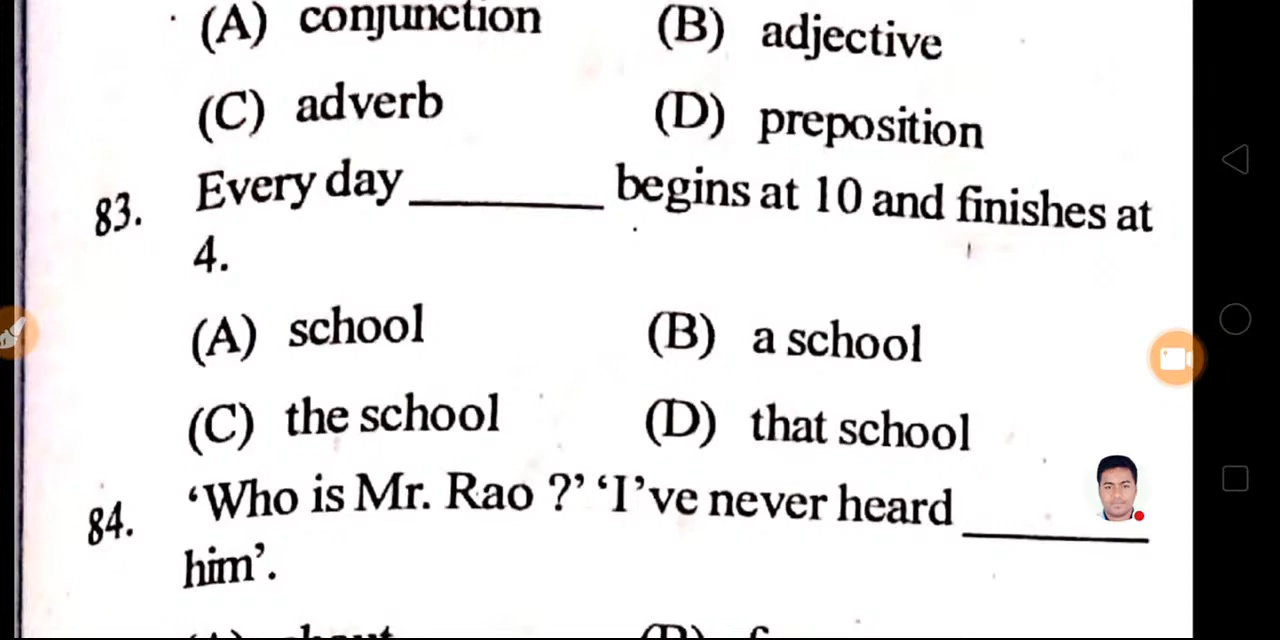 (A) conjunction (B) adjective
(C) adverb (D) preposition
83. Every day ________ begins at 10 and finishes at
4.
(A) school (B) a school
(C) the school (D) that school
84. ‘Who is Mr. Rao ?’ ‘I’ve never heard ________
him’.